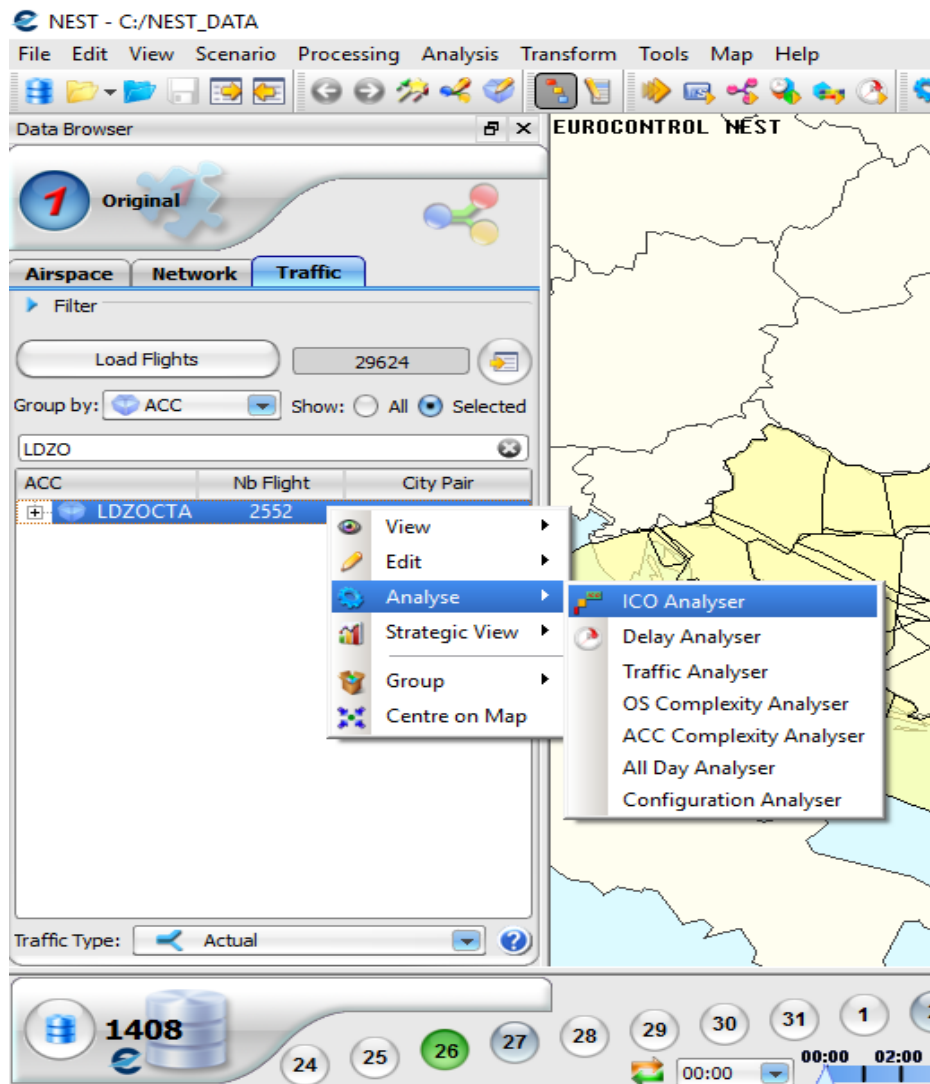 NEST - C:/NEST_DATA
File Edit View Scenario Processing Analysis Transform Tools Map Help
Data Browser
EUROCONTROL NEST
1 Original
Airspace Network Traffic
Filter
Load Flights 29624
Group by: ACC Show: All Selected
LDZO
ACC Nb Flight City Pair
LDZOCTA 2552
View
Edit
Analyse
Strategic View
Group
Centre on Map
ICO Analyser
Delay Analyser
Traffic Analyser
OS Complexity Analyser
ACC Complexity Analyser
All Day Analyser
Configuration Analyser
Traffic Type: Actual
1408
24 25 26 27 28 29 30 31 1
00:00 00:00 02:00